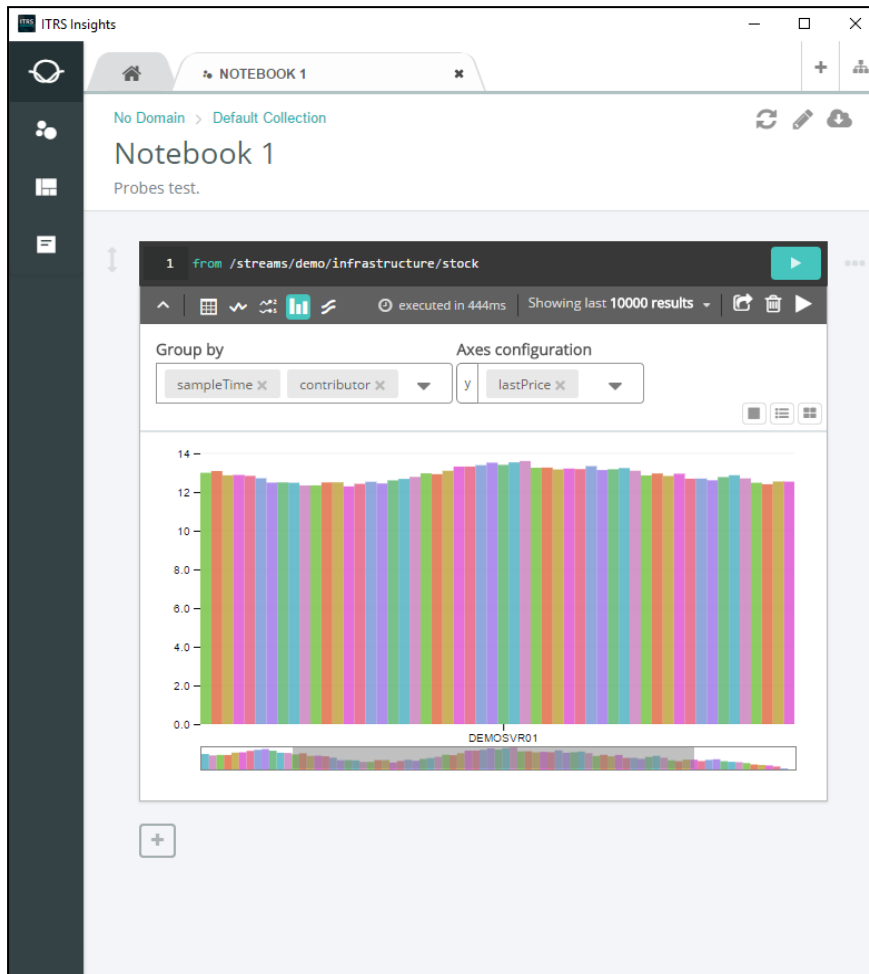 ITRS ITRS Insights
NOTEBOOK 1
No Domain > Default Collection
Notebook 1
Probes test.
1 from /streams/demo/infrastructure/stock
executed in 444ms Showing last 10000 results
Group by Axes configuration
sampleTime contributor y lastPrice
14
12
10
8.0
6.0
4.0
2.0
0.0
DEMOSVR01